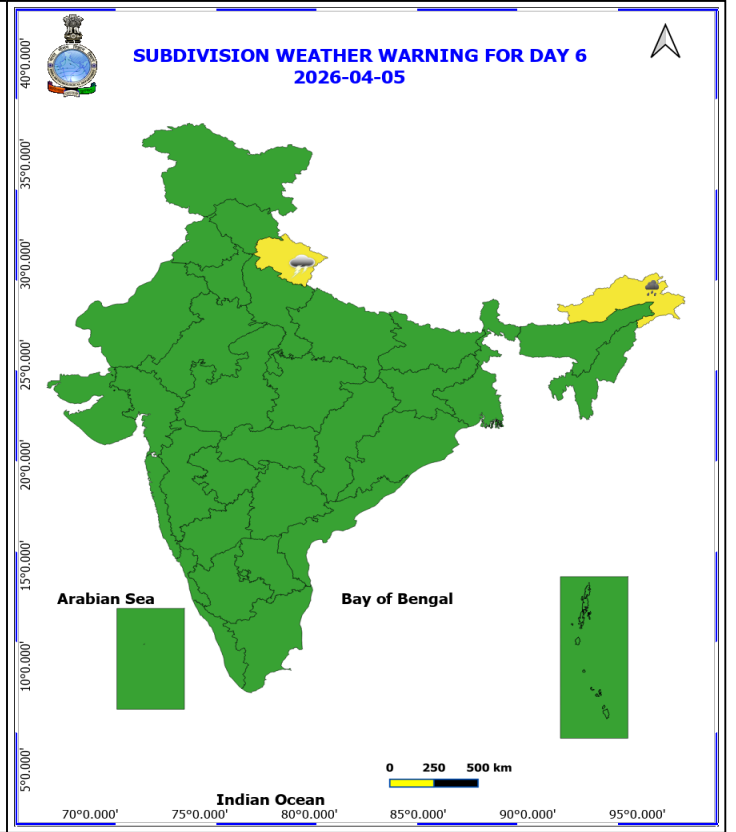 SUBDIVISION WEATHER WARNING FOR DAY 6
2026-04-05
40°0.000'
35°0.000'
30°0.000'
25°0.000'
20°0.000'
15°0.000'
10°0.000'
5°0.000'
Arabian Sea
Bay of Bengal
0 250 500 km
Indian Ocean
70°0.000' 75°0.000' 80°0.000' 85°0.000' 90°0.000' 95°0.000'